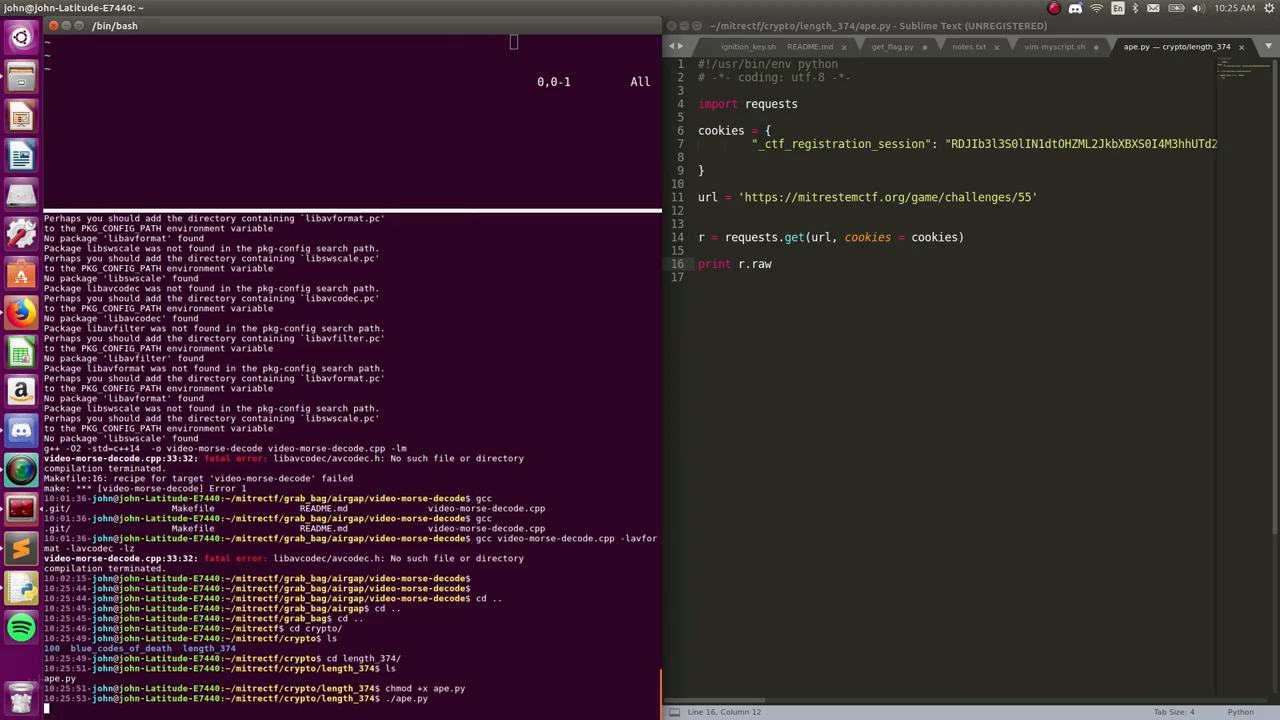 john@john-Latitude-E7440: ~
En
10:25 AM
/bin/bash
~
~
~
0,0-1 All
Perhaps you should add the directory containing `libavformat.pc'
to the PKG_CONFIG_PATH environment variable
No package 'libavformat' found
Package libswscale was not found in the pkg-config search path.
Perhaps you should add the directory containing `libswscale.pc'
to the PKG_CONFIG_PATH environment variable
No package 'libswscale' found
Package libavcodec was not found in the pkg-config search path.
Perhaps you should add the directory containing `libavcodec.pc'
to the PKG_CONFIG_PATH environment variable
No package 'libavcodec' found
Package libavfilter was not found in the pkg-config search path.
Perhaps you should add the directory containing `libavfilter.pc'
to the PKG_CONFIG_PATH environment variable
No package 'libavfilter' found
Package libavformat was not found in the pkg-config search path.
Perhaps you should add the directory containing `libavformat.pc'
to the PKG_CONFIG_PATH environment variable
No package 'libavformat' found
Package libswscale was not found in the pkg-config search path.
Perhaps you should add the directory containing `libswscale.pc'
to the PKG_CONFIG_PATH environment variable
No package 'libswscale' found
g++ -O2 -std=c++14 -o video-morse-decode video-morse-decode.cpp -lm
video-morse-decode.cpp:33:32: fatal error: libavcodec/avcodec.h: No such file or directory
compilation terminated.
Makefile:16: recipe for target 'video-morse-decode' failed
make: *** [video-morse-decode] Error 1
10:01:36-john@john-Latitude-E7440:~/mitrectf/grab_bag/airgap/video-morse-decode$ gcc
.git/ Makefile README.md video-morse-decode.cpp
10:01:36-john@john-Latitude-E7440:~/mitrectf/grab_bag/airgap/video-morse-decode$ gcc
.git/ Makefile README.md video-morse-decode.cpp
10:01:36-john@john-Latitude-E7440:~/mitrectf/grab_bag/airgap/video-morse-decode$ gcc video-morse-decode.cpp -lavfor
mat -lavcodec -lz
video-morse-decode.cpp:33:32: fatal error: libavcodec/avcodec.h: No such file or directory
compilation terminated.
10:02:15-john@john-Latitude-E7440:~/mitrectf/grab_bag/airgap/video-morse-decode$
10:25:44-john@john-Latitude-E7440:~/mitrectf/grab_bag/airgap/video-morse-decode$
10:25:44-john@john-Latitude-E7440:~/mitrectf/grab_bag/airgap/video-morse-decode$ cd ..
10:25:45-john@john-Latitude-E7440:~/mitrectf/grab_bag/airgap$ cd ..
10:25:45-john@john-Latitude-E7440:~/mitrectf/grab_bag$ cd ..
10:25:46-john@john-Latitude-E7440:~/mitrectf$ cd crypto/
10:25:49-john@john-Latitude-E7440:~/mitrectf/crypto$ ls
100 blue_codes_of_death length_374
10:25:49-john@john-Latitude-E7440:~/mitrectf/crypto$ cd length_374/
10:25:51-john@john-Latitude-E7440:~/mitrectf/crypto/length_374$ ls
ape.py
10:25:51-john@john-Latitude-E7440:~/mitrectf/crypto/length_374$ chmod +x ape.py
10:25:53-john@john-Latitude-E7440:~/mitrectf/crypto/length_374$ ./ape.py
~/mitrectf/crypto/length_374/ape.py - Sublime Text (UNREGISTERED)
ignition_key.sh README.md get_flag.py notes.txt vim myscript.sh ape.py — crypto/length_374
1 #!/usr/bin/env python
2 # -*- coding: utf-8 -*-
3
4 import requests
5
6 cookies = {
7 "_ctf_registration_session": "RDJIb3l3S0lIN1dtOHZML2JkbXBXS0I4M3hhUTd2
8
9 }
10
11 url = 'https://mitrestemctf.org/game/challenges/55'
12
13
14 r = requests.get(url, cookies = cookies)
15
16 print r.raw
17
Line 16, Column 12
Tab Size: 4
Python